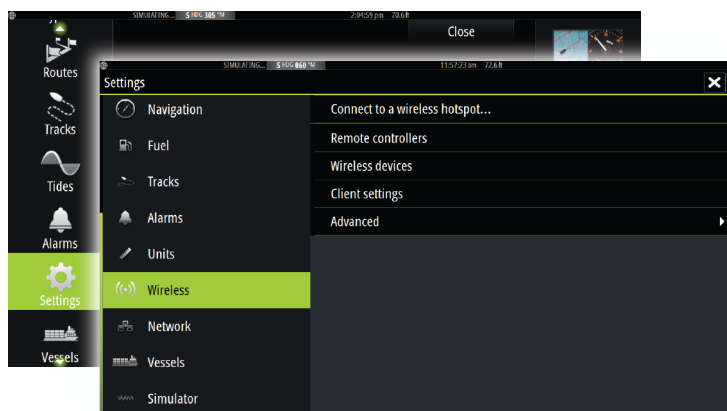 SIMULATING... S HDG 305 °M 2:04:59 pm 70.6 ft
Close
Routes
Tracks
Tides
Alarms
Settings
Vessels
SIMULATING... S HDG 060 °M 11:57:23 am 72.6 ft
Settings
Navigation
Fuel
Tracks
Alarms
Units
Wireless
Network
Vessels
Simulator
Connect to a wireless hotspot...
Remote controllers
Wireless devices
Client settings
Advanced